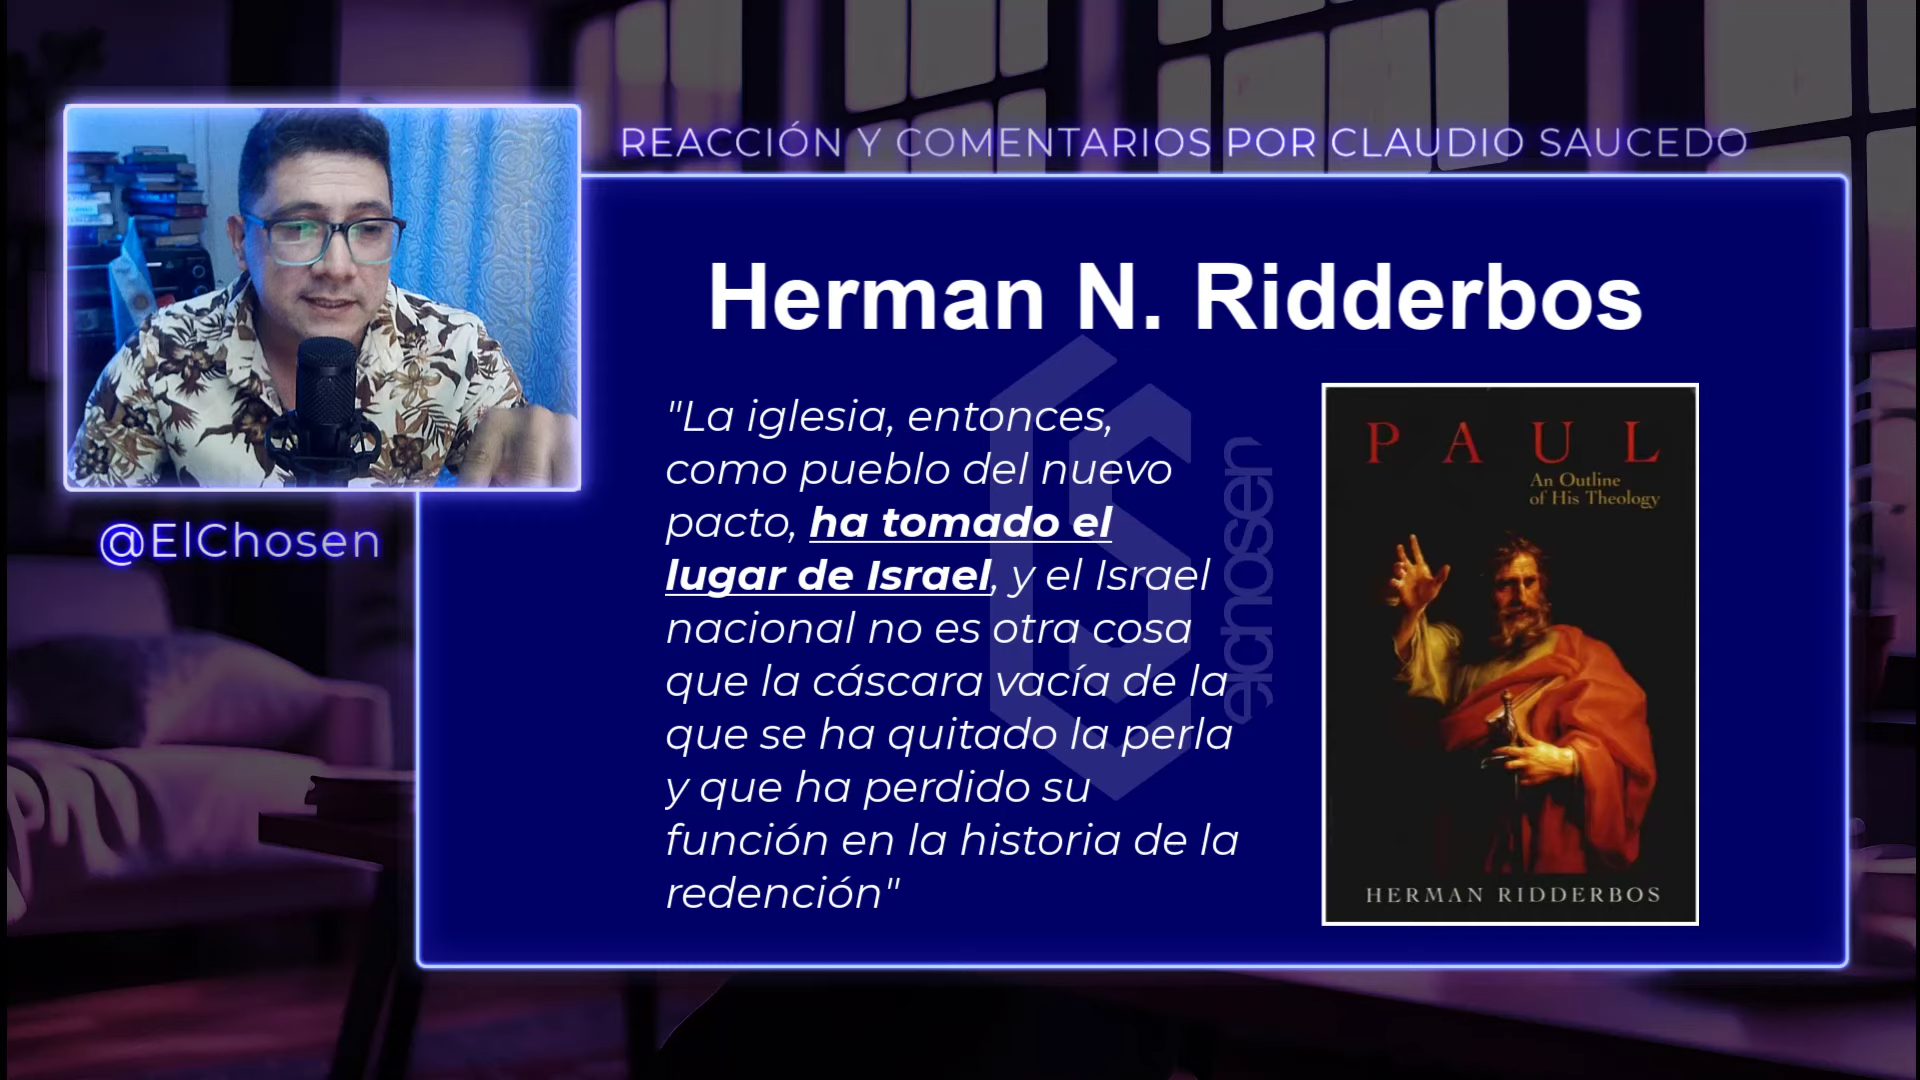 REACCIÓN Y COMENTARIOS POR CLAUDIO SAUCEDO
@ElChosen
Herman N. Ridderbos
"La iglesia, entonces,
como pueblo del nuevo
pacto, ha tomado el
lugar de Israel, y el Israel
nacional no es otra cosa
que la cáscara vacía de la
que se ha quitado la perla
y que ha perdido su
función en la historia de la
redención"
elchosen
PAUL
An Outline
of His Theology
HERMAN RIDDERBOS